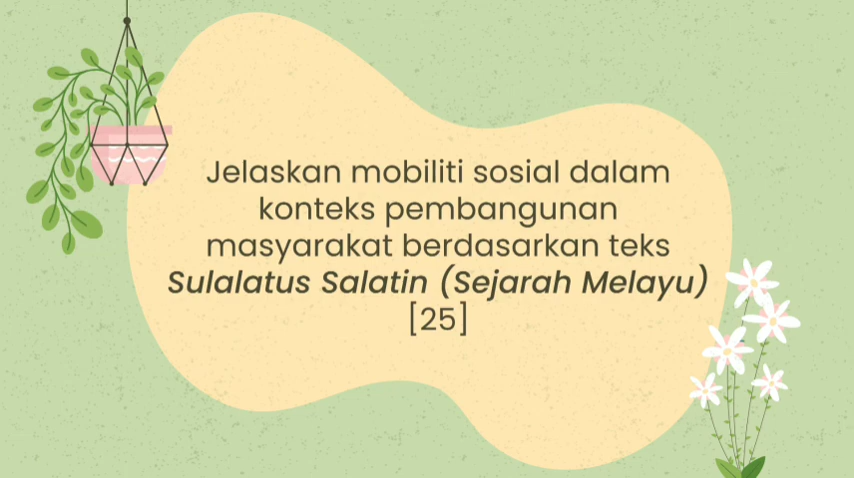 Jelaskan mobiliti sosial dalam
konteks pembangunan
masyarakat berdasarkan teks
Sulalatus Salatin (Sejarah Melayu)
[25]